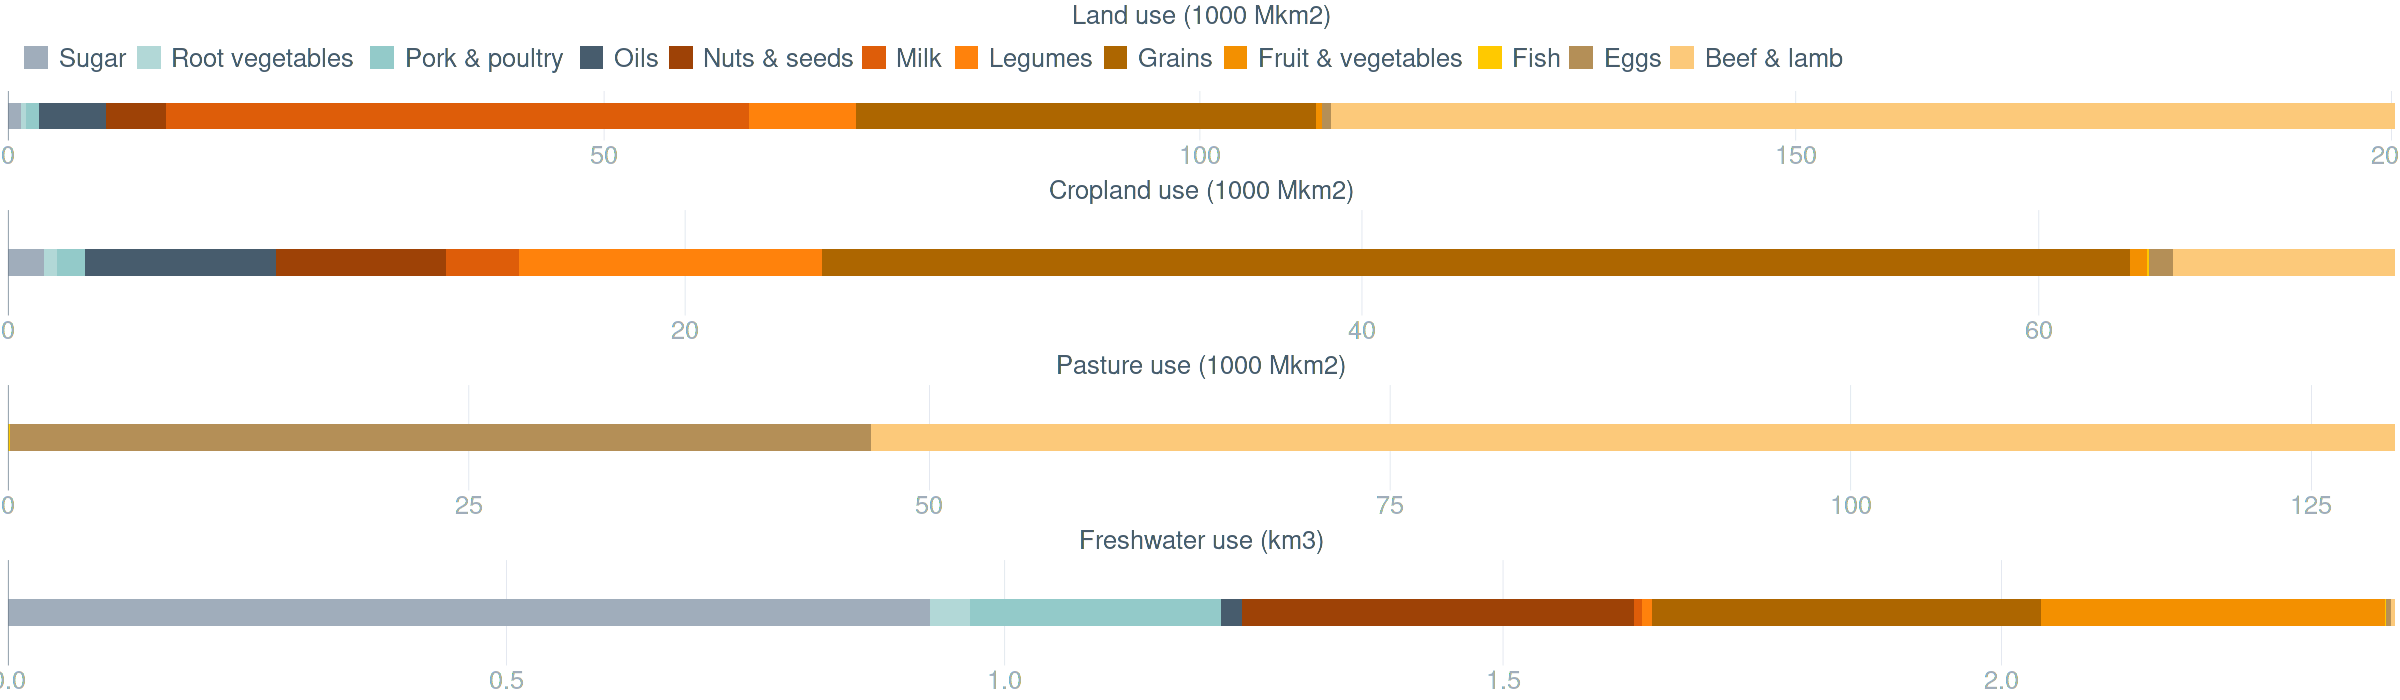 Land use (1000 Mkm2)
Sugar Root vegetables Pork & poultry Oils Nuts & seeds Milk Legumes Grains Fruit & vegetables Fish Eggs Beef & lamb
0 50 100 150 20
Cropland use (1000 Mkm2)
0 20 40 60
Pasture use (1000 Mkm2)
0 25 50 75 100 125
Freshwater use (km3)
0.0 0.5 1.0 1.5 2.0